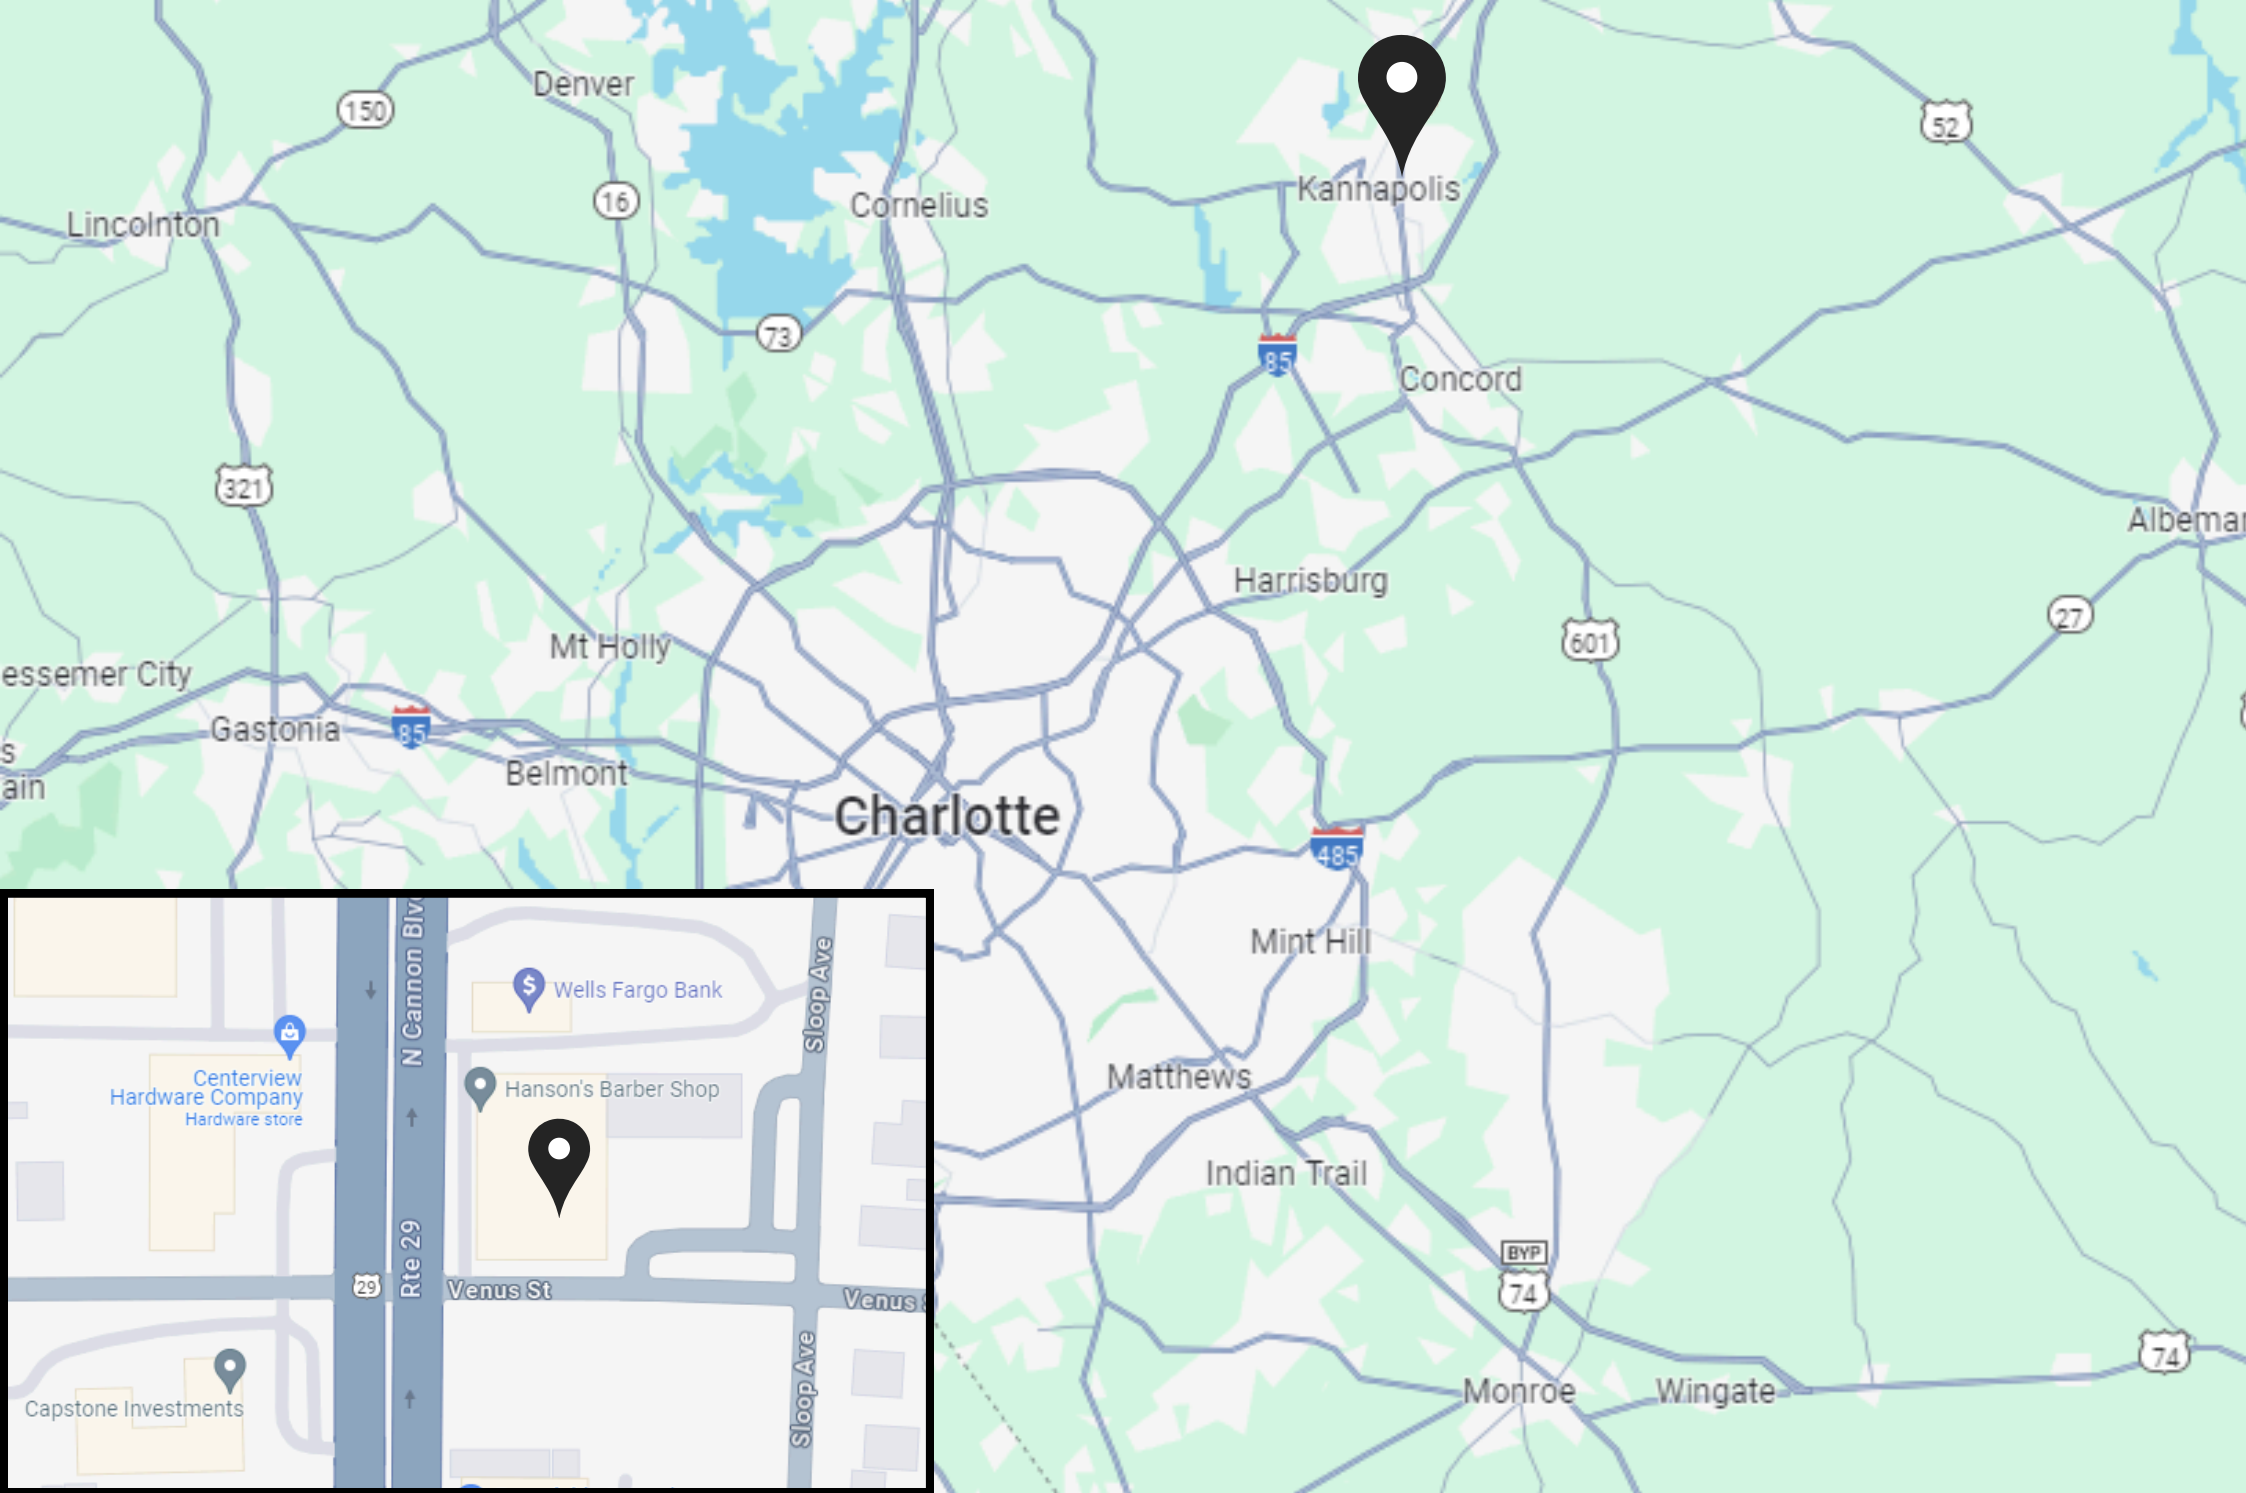 Denver
150
52
16
Kannapolis
Cornelius
Lincolnton
73
85
Concord
321
Albemar
Harrisburg
27
601
Mt Holly
essemer City
Gastonia
85
s
ain
Belmont
Charlotte
485
Mint Hill
Matthews
Indian Trail
BYP
74
74
Monroe
Wingate
N Cannon Blv
Sloop Ave
$
Wells Fargo Bank
Centerview
Hardware Company
Hardware store
Hanson's Barber Shop
Rte 29
29
Venus St
Venus
Sloop Ave
Capstone Investments